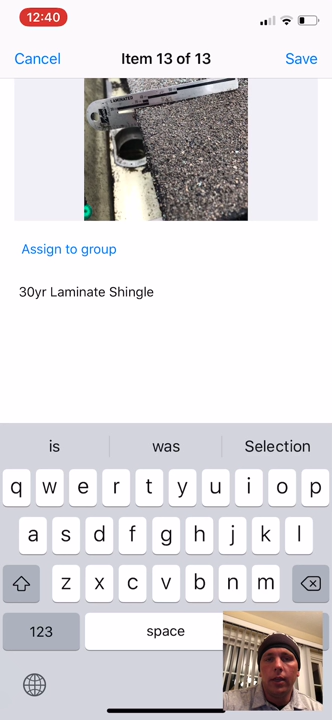 12:40
Cancel
Item 13 of 13
Save
LAMINATED
Assign to group
30yr Laminate Shingle
is
was
Selection
q w e r t y u i o p
a s d f g h j k l
z x c v b n m
123
space